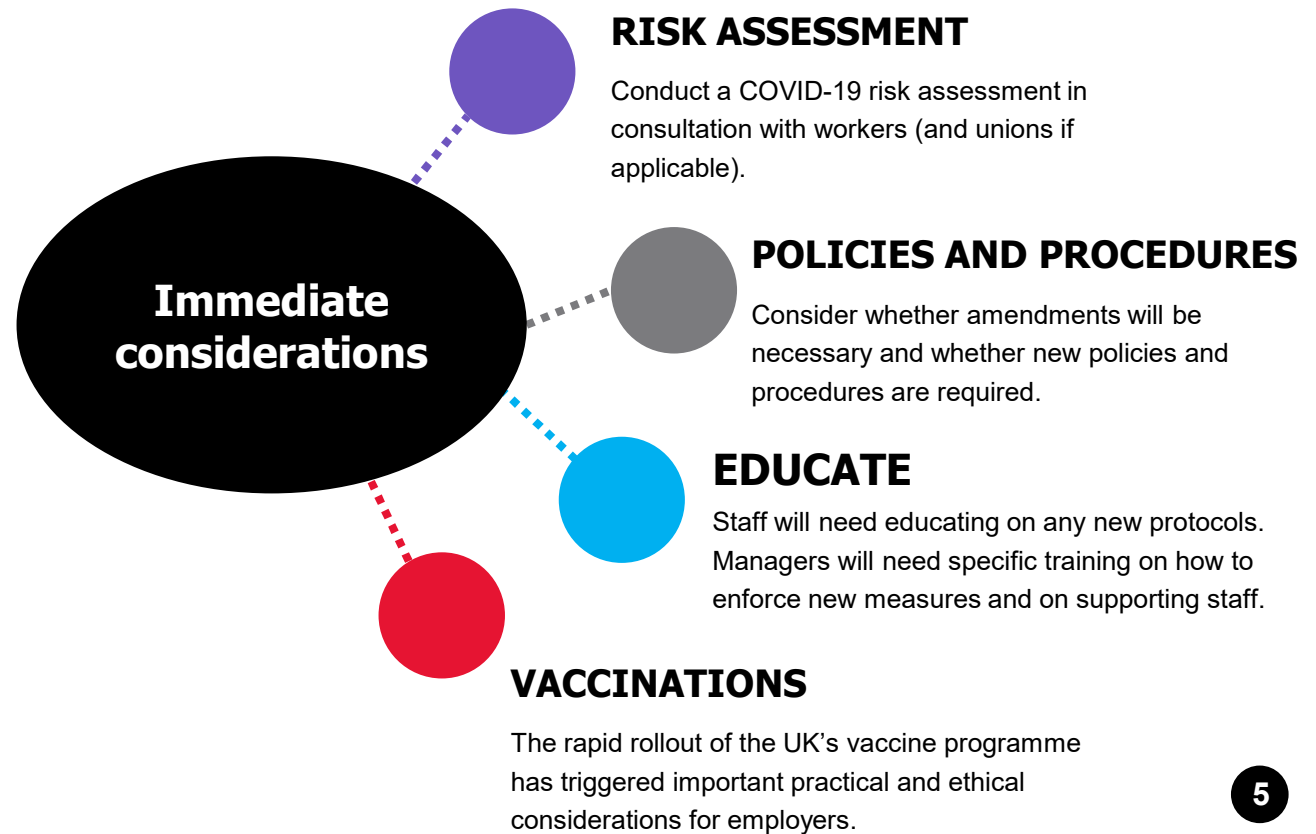 RISK ASSESSMENT
Conduct a COVID-19 risk assessment in
consultation with workers (and unions if
applicable).
Immediate
considerations
POLICIES AND PROCEDURES
Consider whether amendments will be
necessary and whether new policies and
procedures are required.
EDUCATE
Staff will need educating on any new protocols.
Managers will need specific training on how to
enforce new measures and on supporting staff.
VACCINATIONS
The rapid rollout of the UK’s vaccine programme
has triggered important practical and ethical
considerations for employers.
5